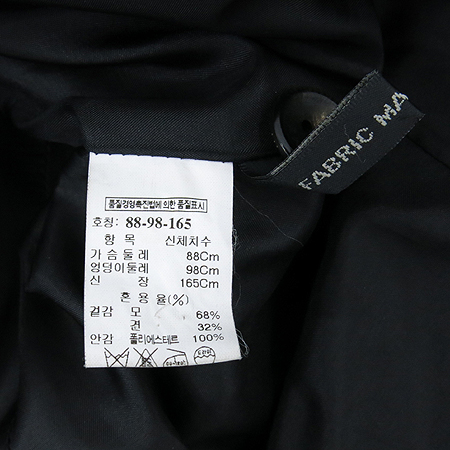 품질경영촉진법에 의한 품질표시
호칭: 88-98-165
항 목 신체치수
가슴둘레 88Cm
엉덩이둘레 98Cm
신 장 165Cm
혼용율(%)
겉감 모 68%
견 32%
안감 폴리에스테르 100%
FABRIC MA